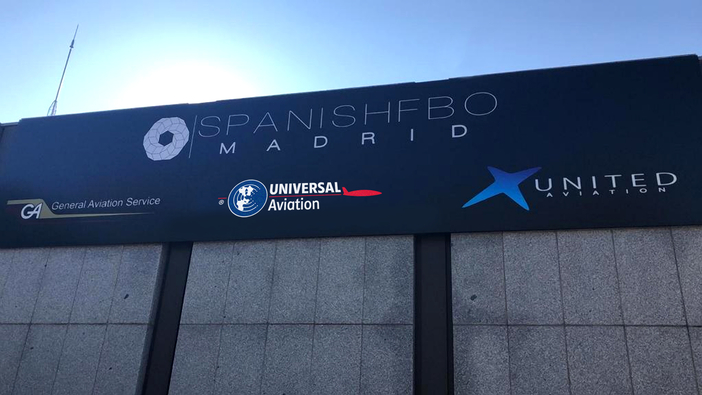 SPANISHFBO
MADRID
GA General Aviation Service
® UNIVERSAL
Aviation
UNITED
AVIATION